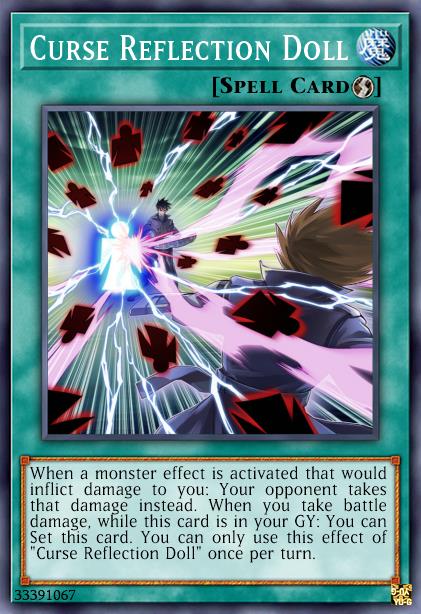 CURSE REFLECTION DOLL
魔
[SPELL CARD]
When a monster effect is activated that would
inflict damage to you: Your opponent takes
that damage instead. When you take battle
damage, while this card is in your GY: You can
Set this card. You can only use this effect of
"Curse Reflection Doll" once per turn.
33391067